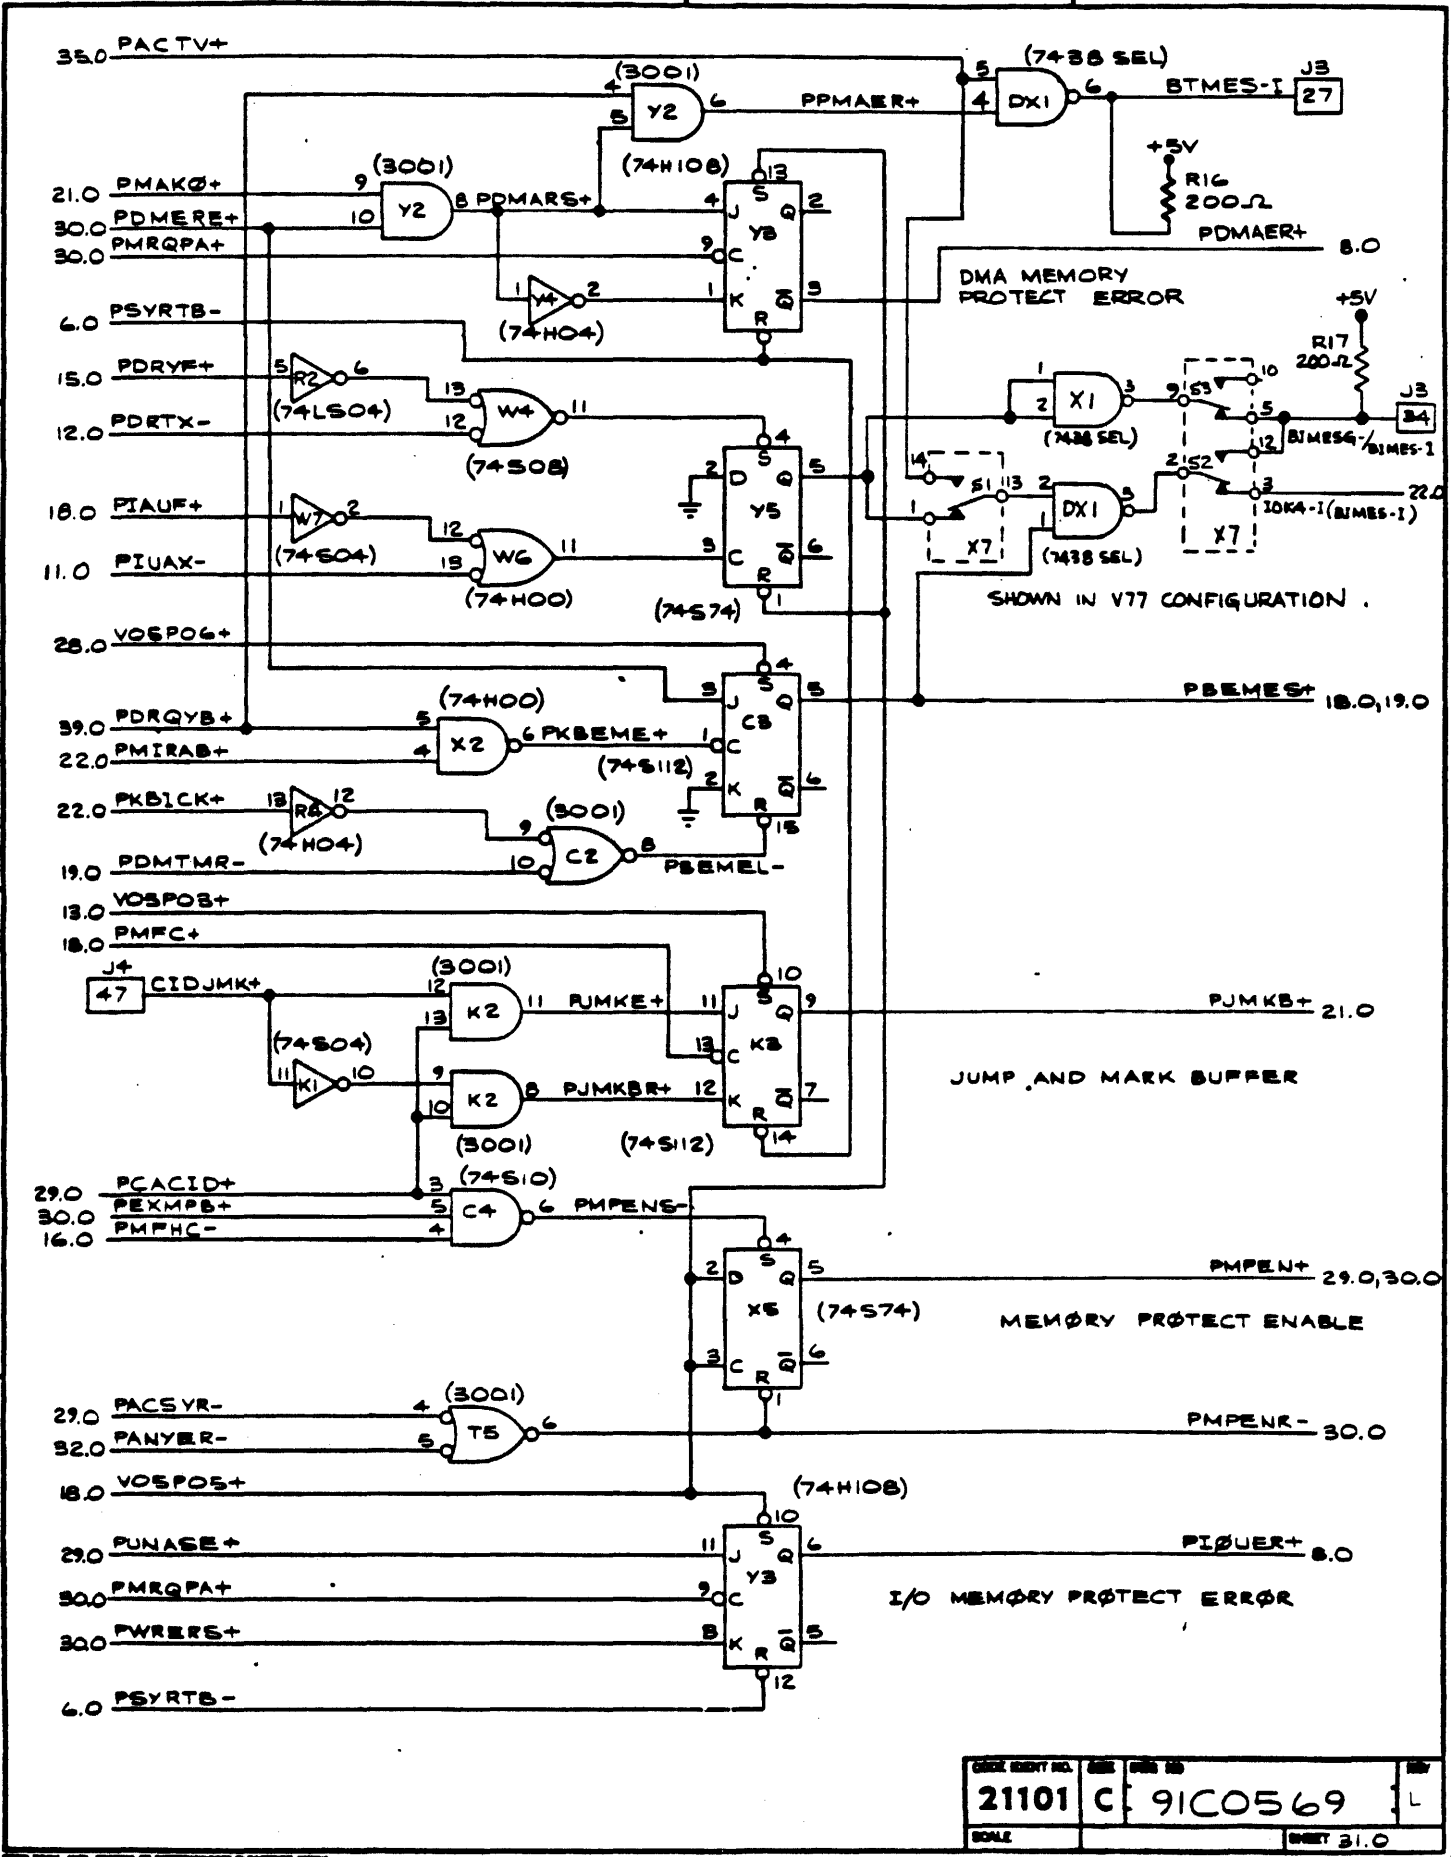 35.0 PACTV+
(3001)
4
5
Y2
6 PPMAER+
(7438 SEL)
5
4
DX1
6
BTMES-I
J3
27
+5V
R16
200Ω
(3001)
21.0 PMAKØ+ 9
30.0 PDMERE+ 10
Y2
8 PDMARS+
30.0 PMRQPA+
(74H108)
13
S
4 J Q 2
Y3
9 C
1 K Q̅ 3
R
1 Y4 2
(74H04)
PDMAER+ 8.0
DMA MEMORY
PROTECT ERROR
6.0 PSYRTB-
15.0 PDRYF+ 5 R2 6
(74LS04)
12.0 PDRTX-
13
12
W4
11
(74S08)
18.0 PIAUF+ 1 W7 2
(74S04)
11.0 PIUAX-
12
13
W6
11
(74H00)
4
S
2 D Q 5
Y5
3 C Q̅ 6
R
1
(74S74)
+5V
R17
200Ω
1
2
X1
3
(7438 SEL)
9 S3 10
5
12
2 S2
3
X7
J3
34
BIMESG-/BIMES-I
22.0
IOK4-I (BIMES-I)
14
1
S1 13
X7
2
1
DX1
3
(7438 SEL)
SHOWN IN V77 CONFIGURATION.
28.0 VO5PO6+
(74H00)
39.0 PDRQYB+ 5
22.0 PMIRAB+ 4
X2
6 PKBEME+
(74S112)
4
S
3 J Q 5
C3
1 C
2 K Q̅ 6
R
15
PBEMES+ 18.0,19.0
22.0 PKBICK+ 13 R4 12
(74H04)
19.0 PDMTMR-
(3001)
9
10
C2
8
PBEMEL-
13.0 VO5PO3+
18.0 PMFC+
J4
47
CIDJMK+
(3001)
12
13
K2
11 PJMKE+
(74S04)
11 K1 10
9
10
K2
8 PJMKBR+
(3001)
10
S
11 J Q 9
K3
13 C
12 K Q̅ 7
R
14
(74S112)
PJMKB+ 21.0
JUMP AND MARK BUFFER
(74S10)
29.0 PCACID+ 3
30.0 PEXMPB+ 5
16.0 PMFHC- 4
C4
6 PMPENS-
4
S
2 D Q 5
X5
3 C Q̅ 6
R
1
(74S74)
PMPEN+ 29.0,30.0
MEMØRY PRØTECT ENABLE
(3001)
29.0 PACSYR- 4
32.0 PANYER- 5
T5
6
PMPENR- 30.0
18.0 VO5PO5+
(74H108)
10
S
29.0 PUNASE+ 11 J Q 6
Y3
30.0 PMRQPA+ 9 C
30.0 PWRERS+ 8 K Q̅ 5
R
12
6.0 PSYRTB-
PIØUER+ 8.0
I/O MEMØRY PRØTECT ERRØR
CODE IDENT NO.
21101
SIZE
C
91C0569
REV
L
SCALE
SHEET 31.0